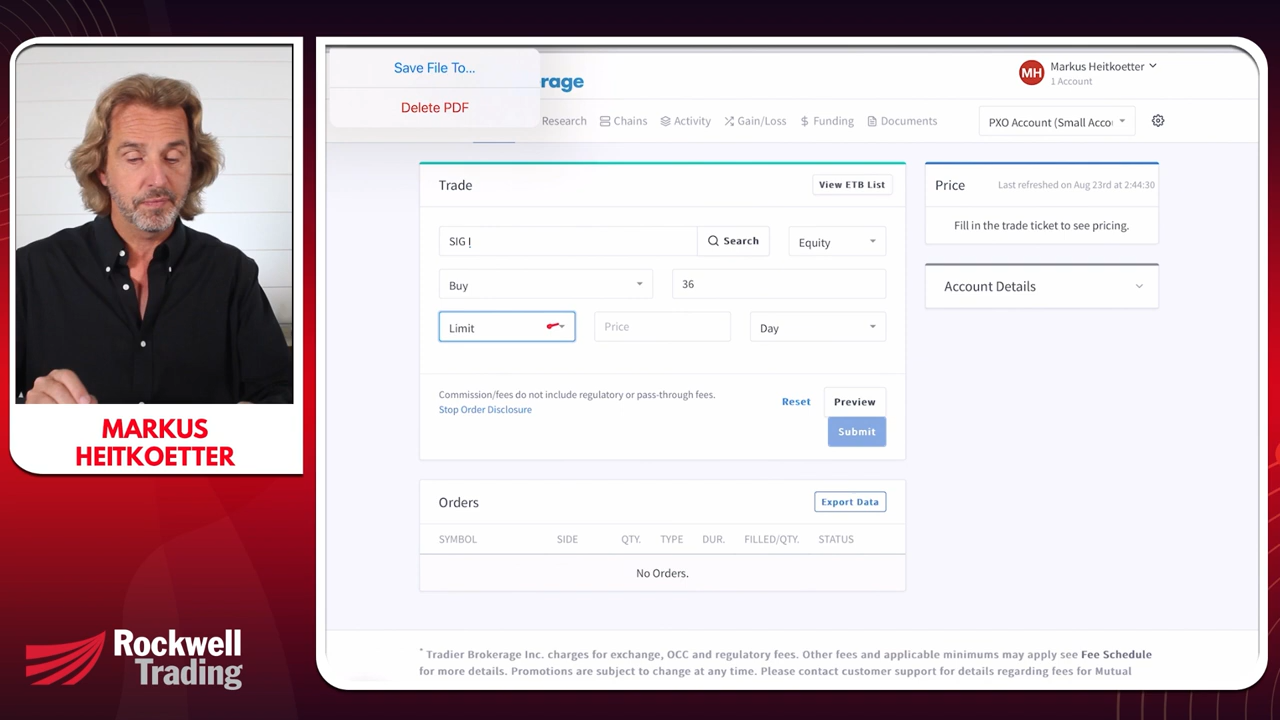 Save File To...
Delete PDF
rage
MH
Markus Heitkoetter
1 Account
Research
Chains
Activity
Gain/Loss
$ Funding
Documents
PXO Account (Small Acco
Trade
View ETB List
SIG !
Search
Equity
Buy
36
Limit
Price
Day
Commission/fees do not include regulatory or pass-through fees.
Stop Order Disclosure
Reset
Preview
Submit
Price
Last refreshed on Aug 23rd at 2:44:30
Fill in the trade ticket to see pricing.
Account Details
Orders
Export Data
SYMBOL SIDE QTY. TYPE DUR. FILLED/QTY. STATUS
No Orders.
* Tradier Brokerage Inc. charges for exchange, OCC and regulatory fees. Other fees and applicable minimums may apply see Fee Schedule
for more details. Promotions are subject to change at any time. Please contact customer support for details regarding fees for Mutual
MARKUS
HEITKOETTER
Rockwell
Trading